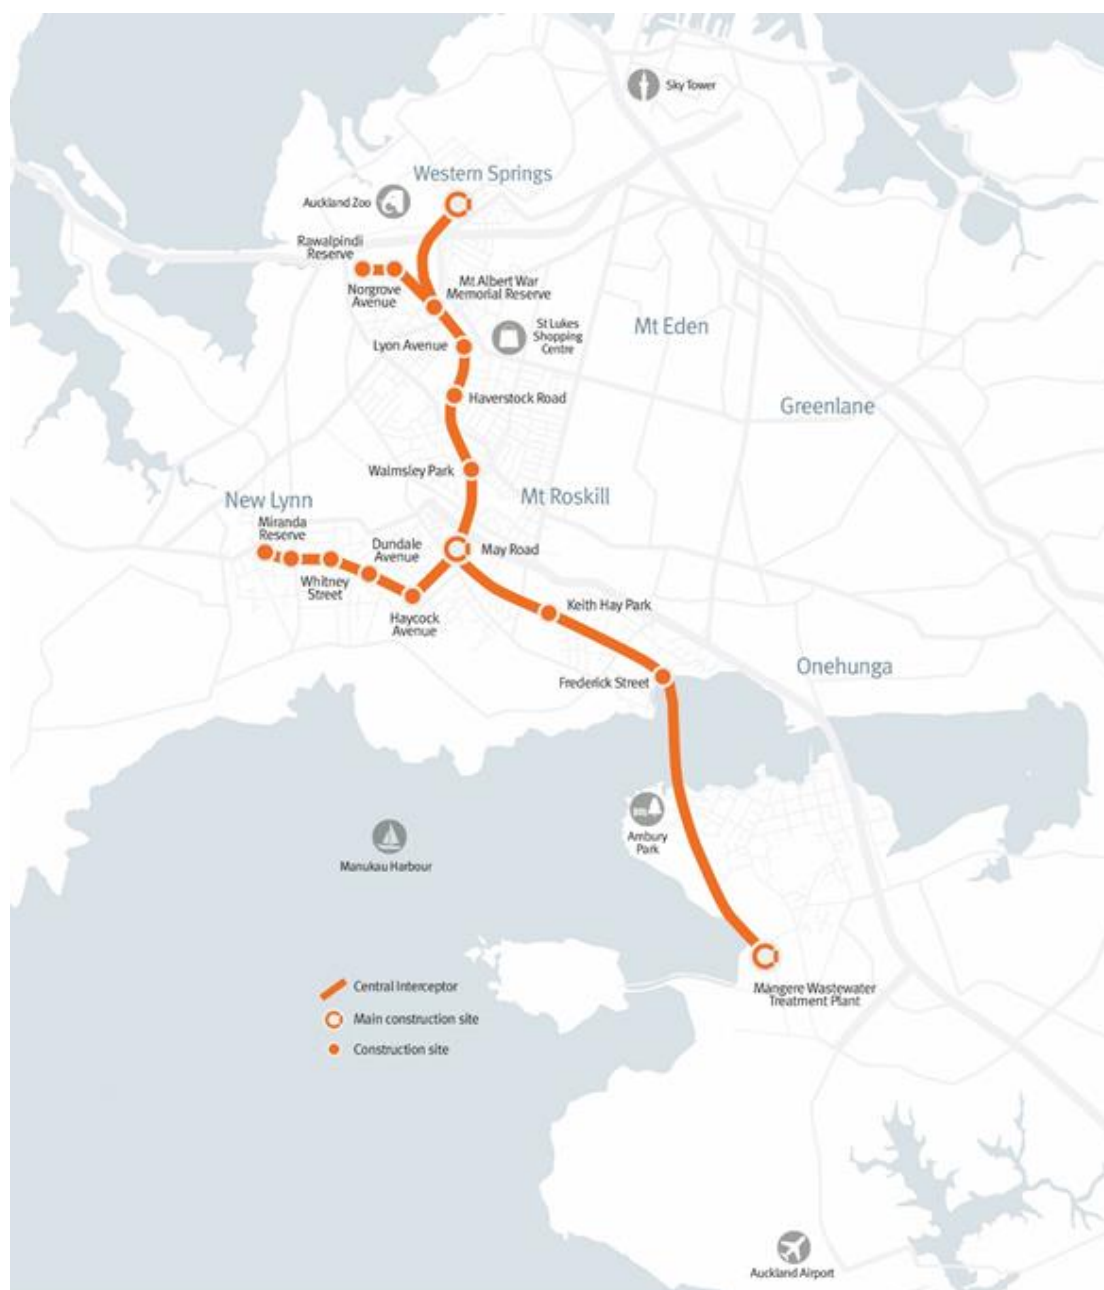 Sky Tower
Western Springs
Auckland Zoo
Rawalpindi
Reserve
Norgrove
Avenue
Mt Albert War
Memorial Reserve
St Lukes
Shopping
Centre
Mt Eden
Lyon Avenue
Haverstock Road
Greenlane
Walmsley Park
New Lynn
Mt Roskill
Miranda
Reserve
Dundale
Avenue
May Road
Whitney
Street
Haycock
Avenue
Keith Hay Park
Onehunga
Frederick Street
Ambury
Park
Manukau Harbour
Mangere Wastewater
Treatment Plant
Central Interceptor
Main construction site
Construction site
Auckland Airport